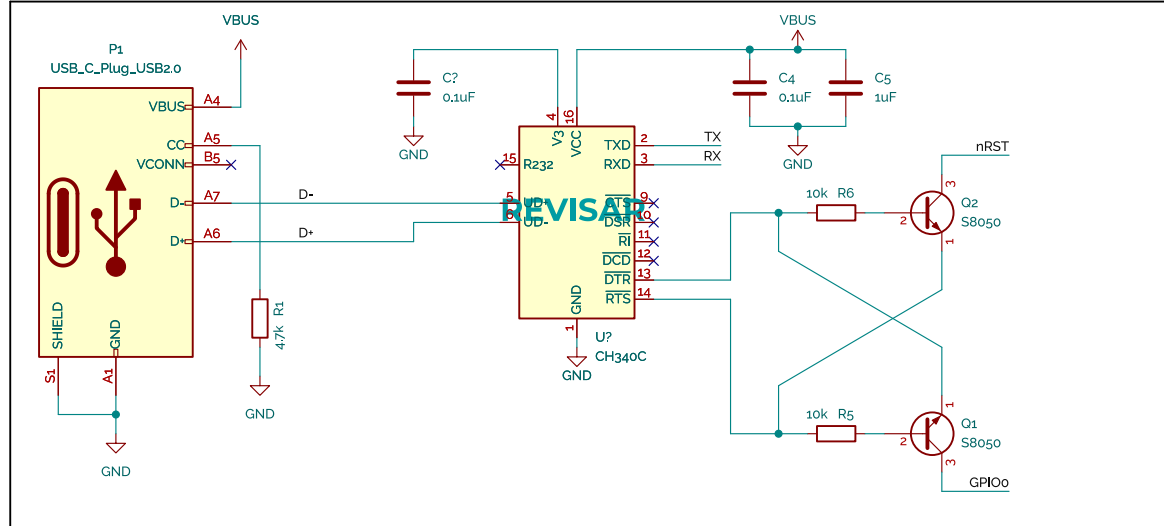 VBUS
P1
USB_C_Plug_USB2.0
VBUS
A4
CC
A5
VCONN
B5
D-
A7
D+
A6
SHIELD
GND
S1
A1
GND
D-
D+
R1
4.7k
GND
C?
0.1uF
GND
4
16
V3
VCC
15
R232
5
UD+
6
UD-
REVISAR
TXD
2
TX
RXD
3
RX
CTS
9
DSR
10
RI
11
DCD
12
DTR
13
RTS
14
GND
1
U?
CH340C
GND
VBUS
C4
0.1uF
C5
1uF
GND
nRST
10k R6
3
2
1
Q2
S8050
10k R5
1
2
3
Q1
S8050
GPIO0